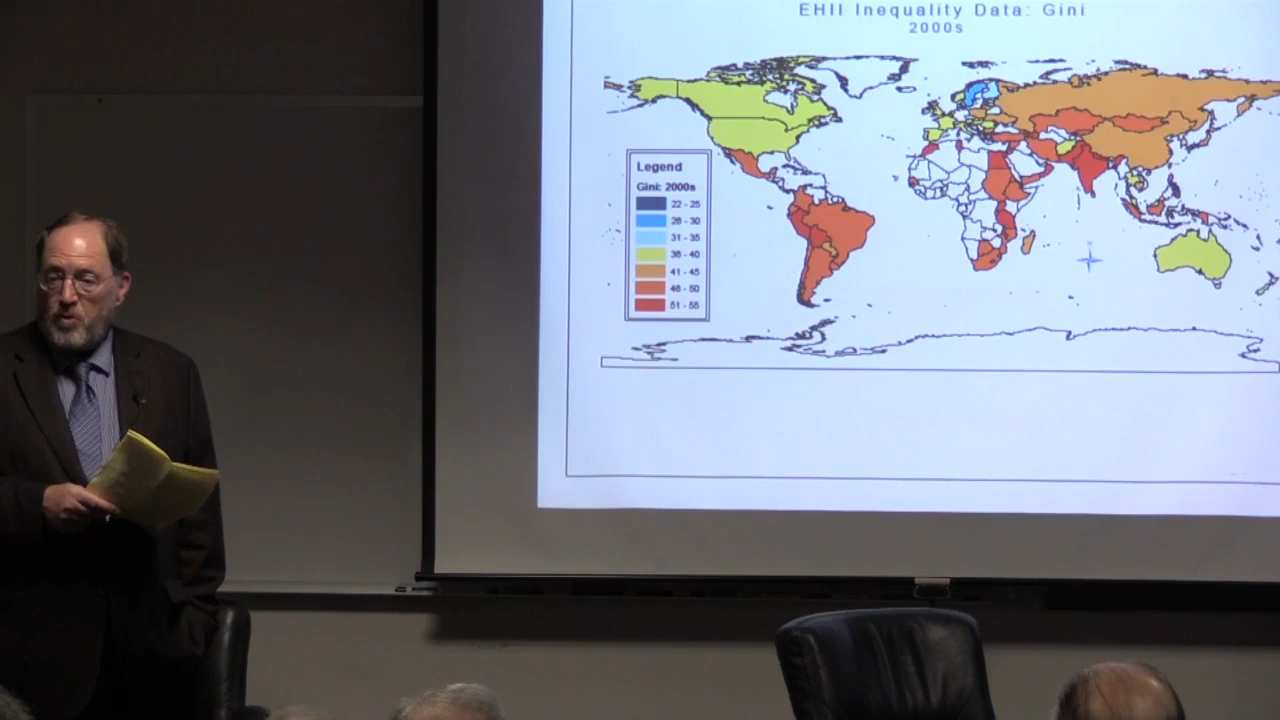 EHII Inequality Data: Gini
2000s
Legend
Gini: 2000s
22 - 25
26 - 30
31 - 35
36 - 40
41 - 45
46 - 50
51 - 55